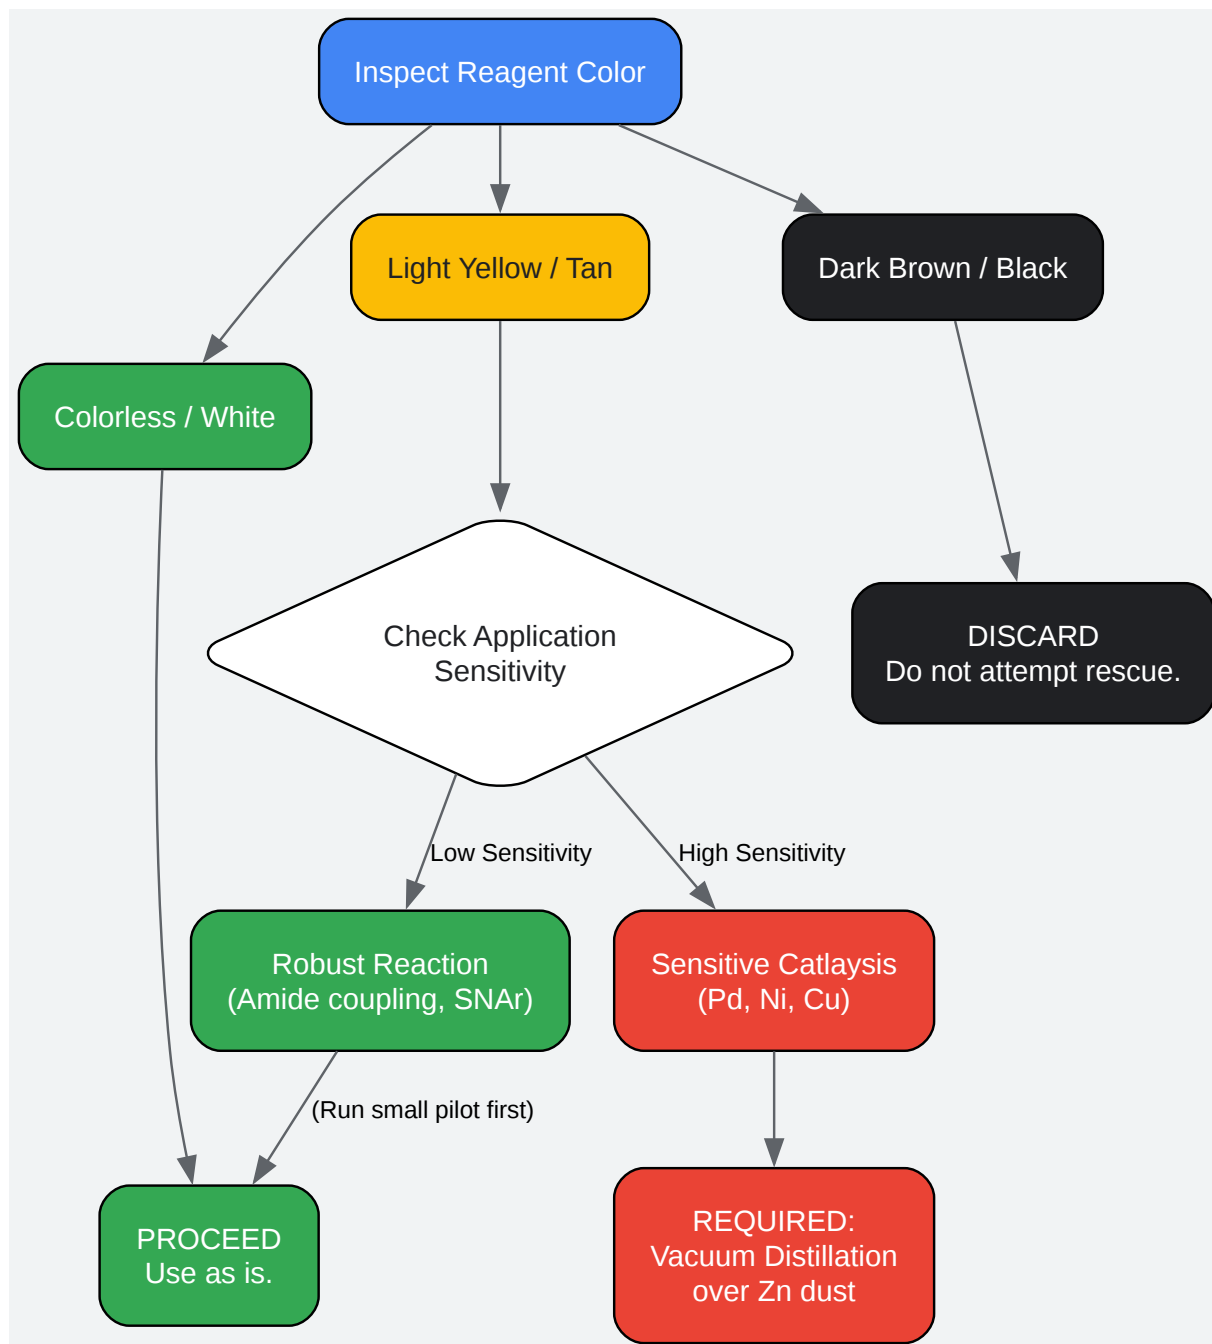 Inspect Reagent Color
Light Yellow / Tan
Dark Brown / Black
Colorless / White
Check Application
Sensitivity
DISCARD
Do not attempt rescue.
Low Sensitivity
High Sensitivity
Robust Reaction
(Amide coupling, SNAr)
Sensitive Catlaysis
(Pd, Ni, Cu)
(Run small pilot first)
PROCEED
Use as is.
REQUIRED:
Vacuum Distillation
over Zn dust